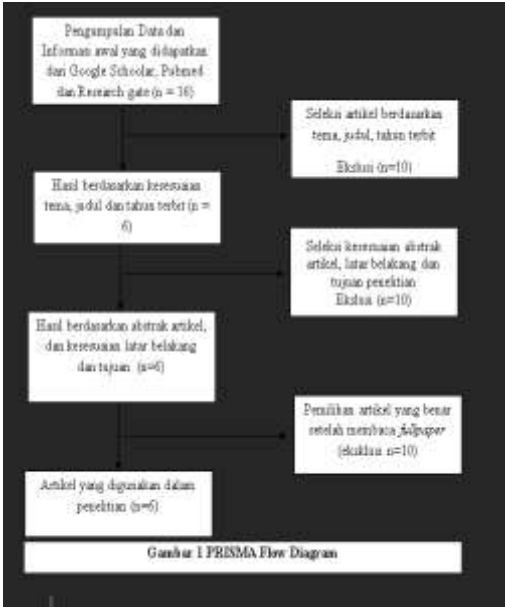 Pengumpulan Data dan
Informasi awal yang didapatkan
dari Google Schoolar, Pubmed
dan Research gate (n = 16)
Seleksi artikel berdasarkan
tema, judul, tahun terbit
Ekslusi (n=10)
Hasil berdasarkan kesesuaian
tema, judul dan tahun terbit (n =
6)
Seleksi kesesuaian abstrak
artikel, latar belakang dan
tujuan penelitian
Ekslusi (n=10)
Hasil berdasarkan abstrak artikel,
dan kesesuaian latar belakang
dan tujuan (n=6)
Pemilihan artikel yang benar
setelah membaca fullpaper
(eksklusi n=10)
Artikel yang digunakan dalam
penelitian (n=6)
Gambar 1 PRISMA Flow Diagram